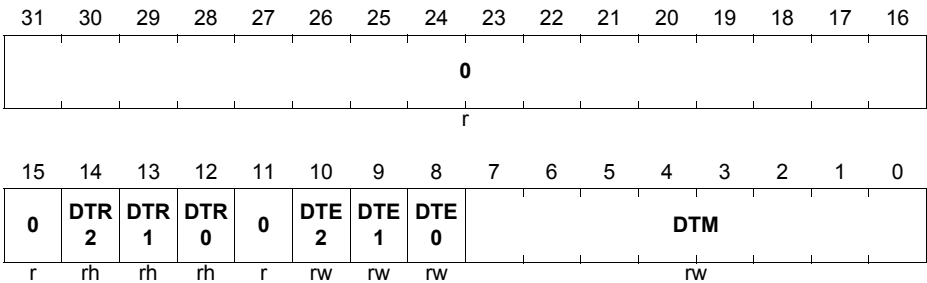 31 30 29 28 27 26 25 24 23 22 21 20 19 18 17 16
0
r
15 14 13 12 11 10 9 8 7 6 5 4 3 2 1 0
0 DTR 2 DTR 1 DTR 0 0 DTE 2 DTE 1 DTE 0 DTM
r rh rh rh r rw rw rw rw